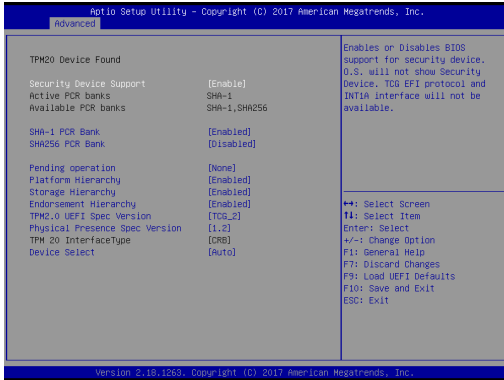 Aptio Setup Utility – Copyright (C) 2017 American Megatrends, Inc.
Advanced
TPM20 Device Found
Security Device Support [Enable]
Active PCR banks SHA-1
Available PCR banks SHA-1,SHA256
SHA-1 PCR Bank [Enabled]
SHA256 PCR Bank [Disabled]
Pending operation [None]
Platform Hierarchy [Enabled]
Storage Hierarchy [Enabled]
Endorsement Hierarchy [Enabled]
TPM2.0 UEFI Spec Version [TCG_2]
Physical Presence Spec Version [1.2]
TPM 20 InterfaceType [CRB]
Device Select [Auto]
Enables or Disables BIOS
support for security device.
O.S. will not show Security
Device. TCG EFI protocol and
INT1A interface will not be
available.
↔: Select Screen
↑↓: Select Item
Enter: Select
+/-: Change Option
F1: General Help
F7: Discard Changes
F9: Load UEFI Defaults
F10: Save and Exit
ESC: Exit
Version 2.18.1263. Copyright (C) 2017 American Megatrends, Inc.